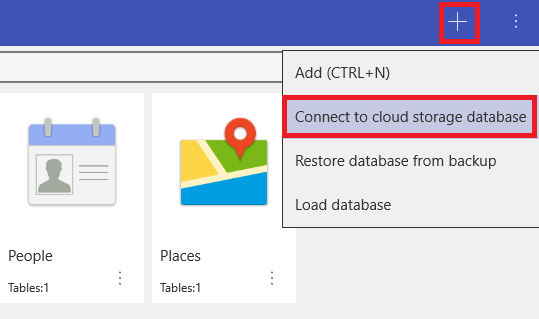 Add (CTRL+N)
Connect to cloud storage database
Restore database from backup
Load database
People
Places
Tables:1
Tables:1